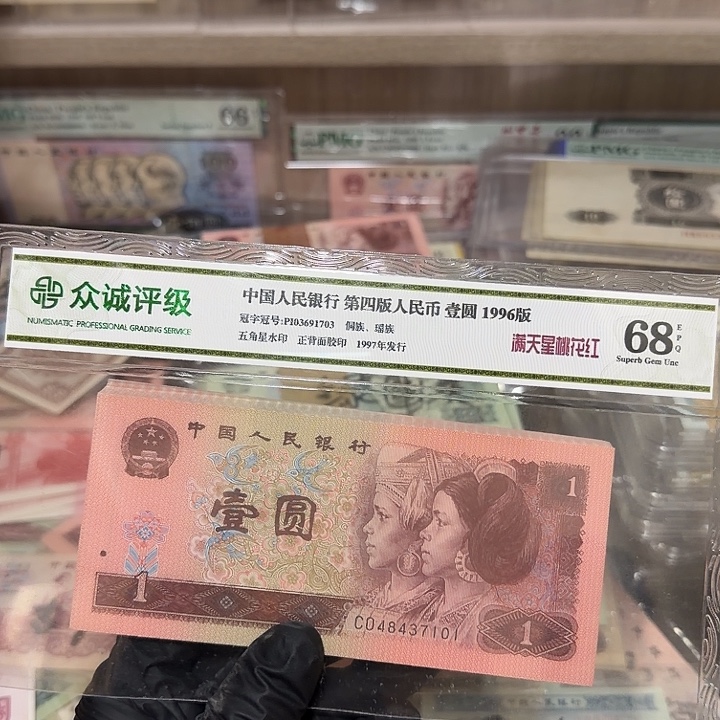 66
众诚评级
NUMISMATIC PROFESSIONAL GRADING SERVICE
中国人民银行 第四版人民币 壹圆 1996版
冠字冠号:PI03691703 侗族、瑶族
五角星水印 正背面胶印 1997年发行
满天星桃花红
68
EPQ
Superb Gem Unc
中国人民银行
壹圆
1
1
CO48437101
1